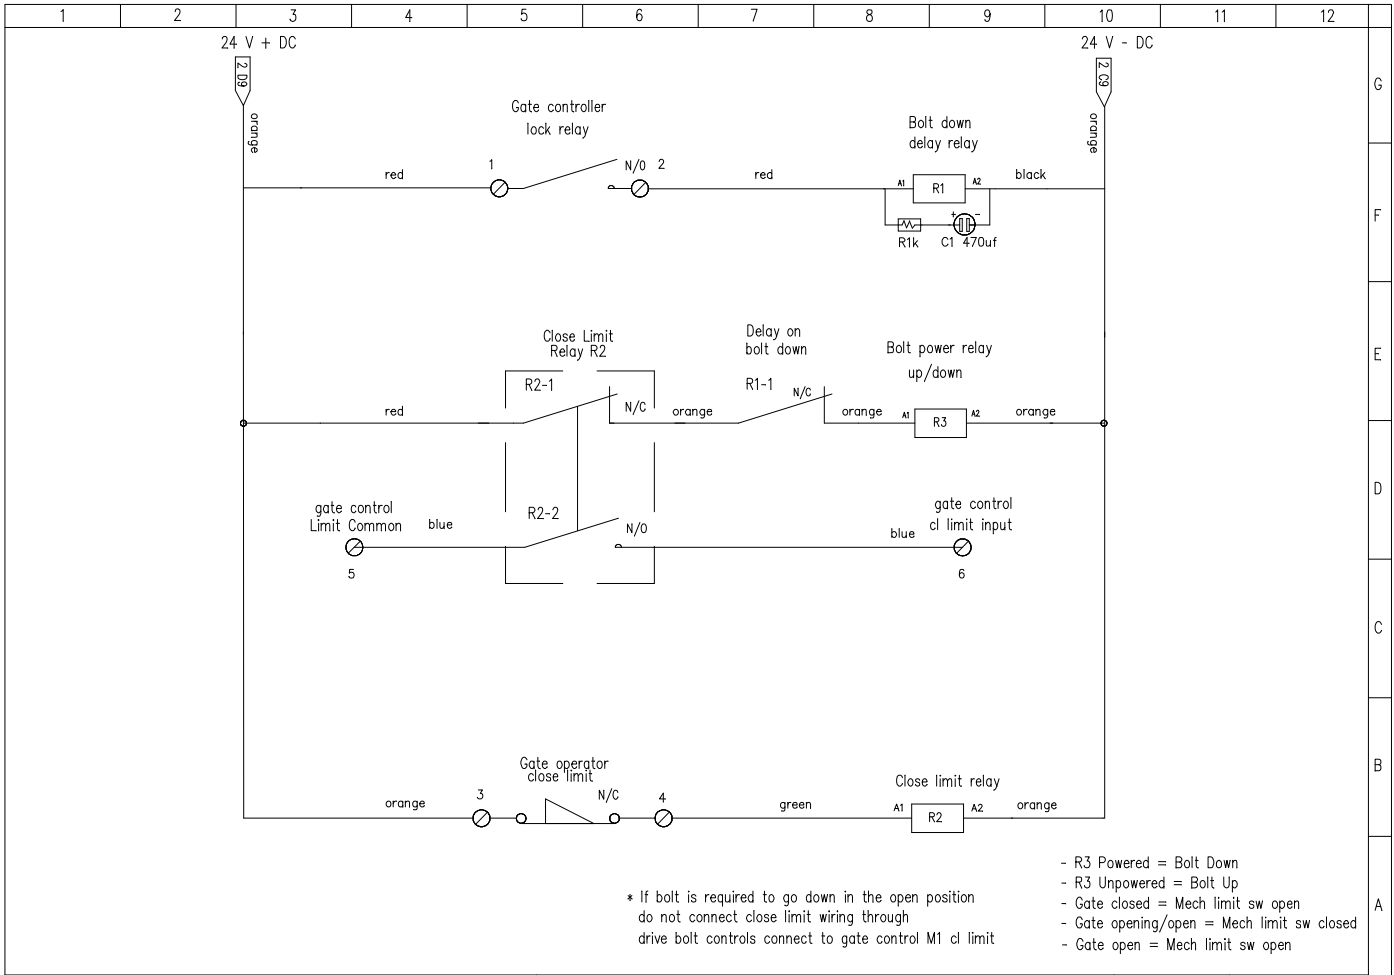 1 2 3 4 5 6 7 8 9 10 11 12
24 V + DC
24 V - DC
2 D9
2 C9
G
orange
orange
Gate controller
lock relay
Bolt down
delay relay
1
N/O 2
red
red
A1 R1 A2
black
F
R1k
+ -
C1 470uf
Close Limit
Relay R2
Delay on
bolt down
Bolt power relay
up/down
E
R2-1
R1-1
N/C
N/C
red
orange
orange
A1 R3 A2
orange
D
gate control
Limit Common
blue
R2-2
N/O
gate control
cl limit input
blue
5
6
C
Gate operator
close limit
Close limit relay
B
orange
3
N/C
4
green
A1 R2 A2
orange
* If bolt is required to go down in the open position
do not connect close limit wiring through
drive bolt controls connect to gate control M1 cl limit
- R3 Powered = Bolt Down
- R3 Unpowered = Bolt Up
- Gate closed = Mech limit sw open
- Gate opening/open = Mech limit sw closed
- Gate open = Mech limit sw open
A